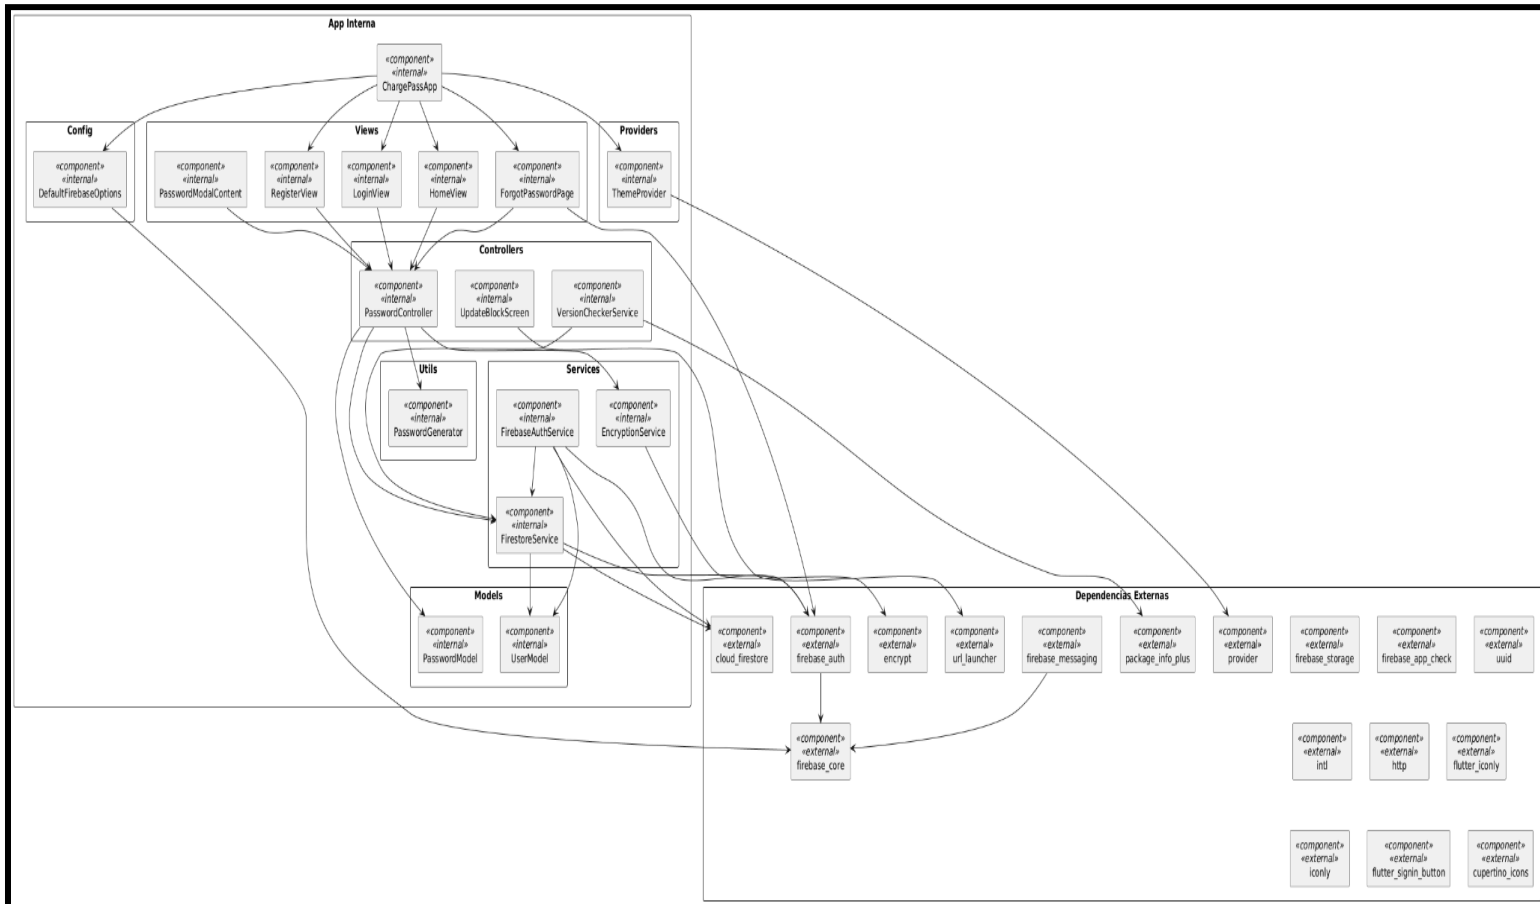 App Interna
«component»
«internal»
ChargePassApp
Config
«component»
«internal»
DefaultFirebaseOptions
Views
«component»
«internal»
PasswordModalContent
«component»
«internal»
RegisterView
«component»
«internal»
LoginView
«component»
«internal»
HomeView
«component»
«internal»
ForgotPasswordPage
Providers
«component»
«internal»
ThemeProvider
Controllers
«component»
«internal»
PasswordController
«component»
«internal»
UpdateBlockScreen
«component»
«internal»
VersionCheckerService
Utils
«component»
«internal»
PasswordGenerator
Services
«component»
«internal»
FirebaseAuthService
«component»
«internal»
EncryptionService
«component»
«internal»
FirestoreService
Models
«component»
«internal»
PasswordModel
«component»
«internal»
UserModel
Dependencias Externas
«component»
«external»
cloud_firestore
«component»
«external»
firebase_auth
«component»
«external»
encrypt
«component»
«external»
url_launcher
«component»
«external»
firebase_messaging
«component»
«external»
package_info_plus
«component»
«external»
provider
«component»
«external»
firebase_storage
«component»
«external»
firebase_app_check
«component»
«external»
uuid
«component»
«external»
firebase_core
«component»
«external»
intl
«component»
«external»
http
«component»
«external»
flutter_iconly
«component»
«external»
iconly
«component»
«external»
flutter_signin_button
«component»
«external»
cupertino_icons